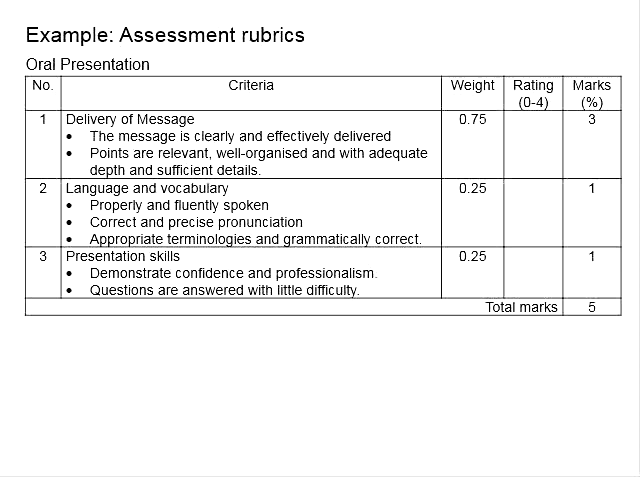 Example: Assessment rubrics
Oral Presentation
No. Criteria Weight Rating (0-4) Marks (%)
1 Delivery of Message 0.75 3
• The message is clearly and effectively delivered
• Points are relevant, well-organised and with adequate
depth and sufficient details.
2 Language and vocabulary 0.25 1
• Properly and fluently spoken
• Correct and precise pronunciation
• Appropriate terminologies and grammatically correct.
3 Presentation skills 0.25 1
• Demonstrate confidence and professionalism.
• Questions are answered with little difficulty.
Total marks 5